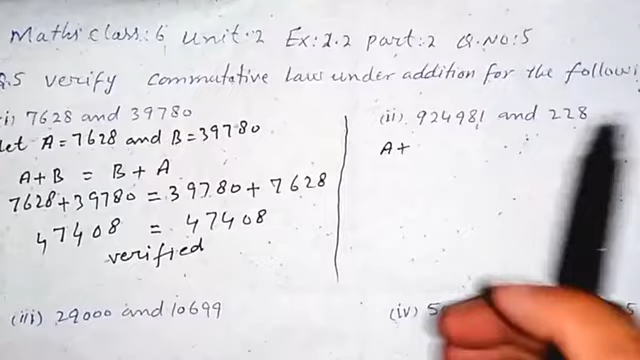 Maths class:6 Unit.2 Ex:2.2 part:2 Q.NO:5
Q.5 verify commutative law under addition for the
(i) 7628 and 39780
let A=7628 and B=39780
A+B = B+A
7628+39780 = 39780+7628
47408 = 47408
verified
(ii) 924981 and 228
A+
(iii) 29000 and 10699
(iv)